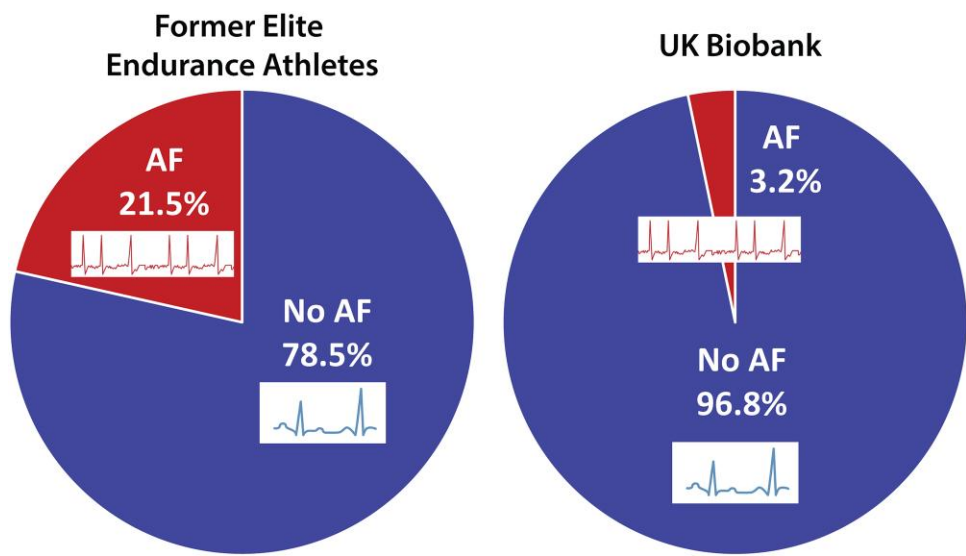 Former Elite
Endurance Athletes
AF
21.5%
No AF
78.5%
UK Biobank
AF
3.2%
No AF
96.8%